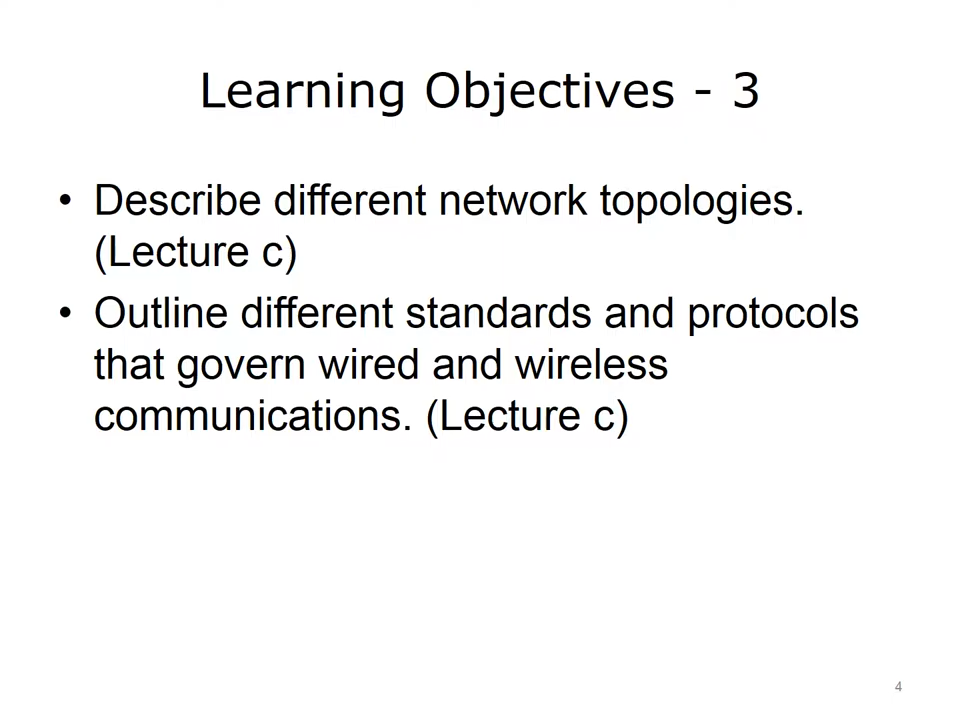 Learning Objectives - 3
• Describe different network topologies.
(Lecture c)
• Outline different standards and protocols
that govern wired and wireless
communications. (Lecture c)
4